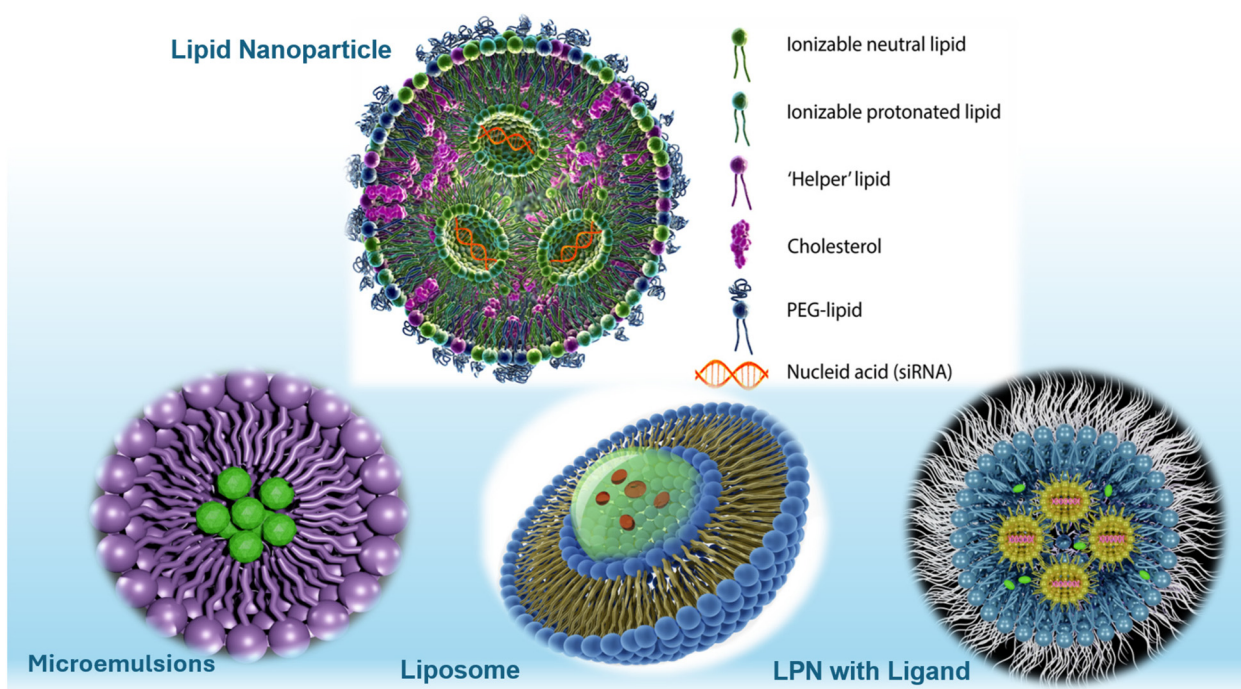 Lipid Nanoparticle
Ionizable neutral lipid
Ionizable protonated lipid
‘Helper’ lipid
Cholesterol
PEG-lipid
Nucleid acid (siRNA)
Microemulsions
Liposome
LPN with Ligand